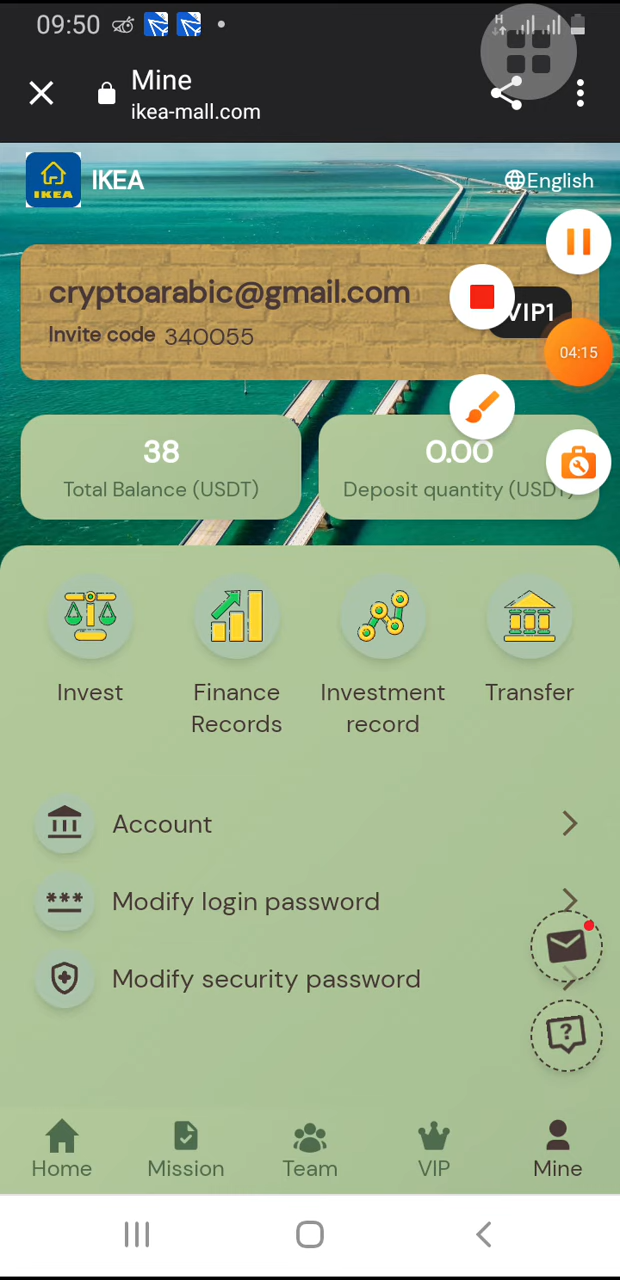 09:50
H
Mine
ikea-mall.com
IKEA
IKEA
English
cryptoarabic@gmail.com
Invite code 340055
VIP1
04:15
38
0.00
Total Balance (USDT)
Deposit quantity (USDT)
Invest
Finance
Records
Investment
record
Transfer
Account
***
Modify login password
Modify security password
?
Home
Mission
Team
VIP
Mine